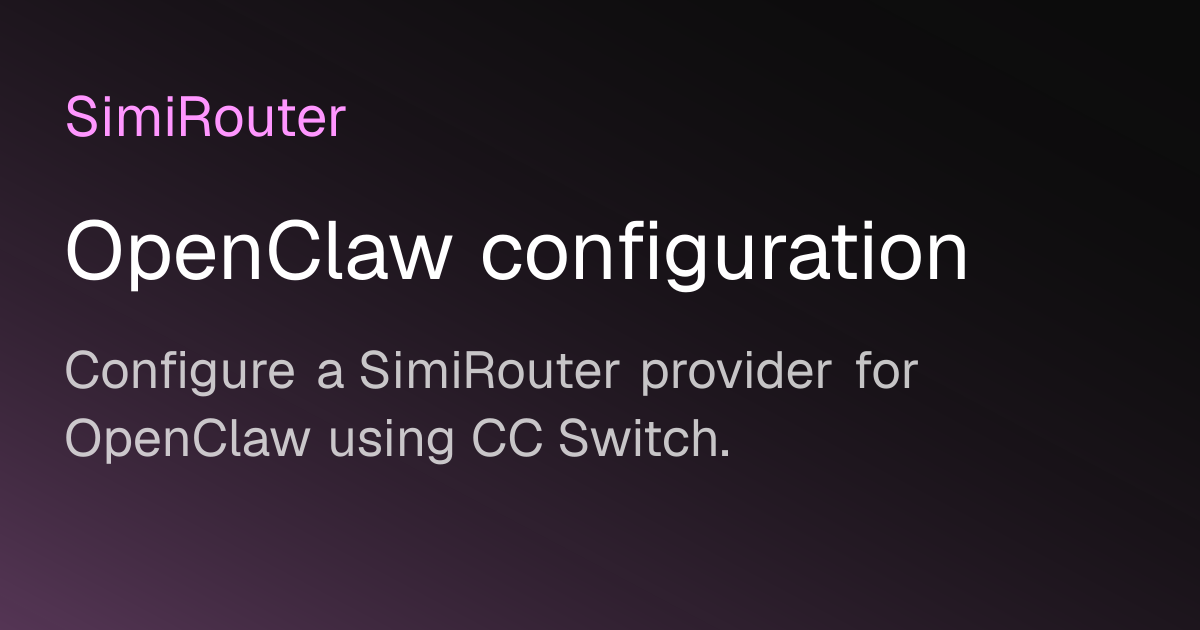 SimiRouter
OpenClaw configuration
Configure a SimiRouter provider for
OpenClaw using CC Switch.